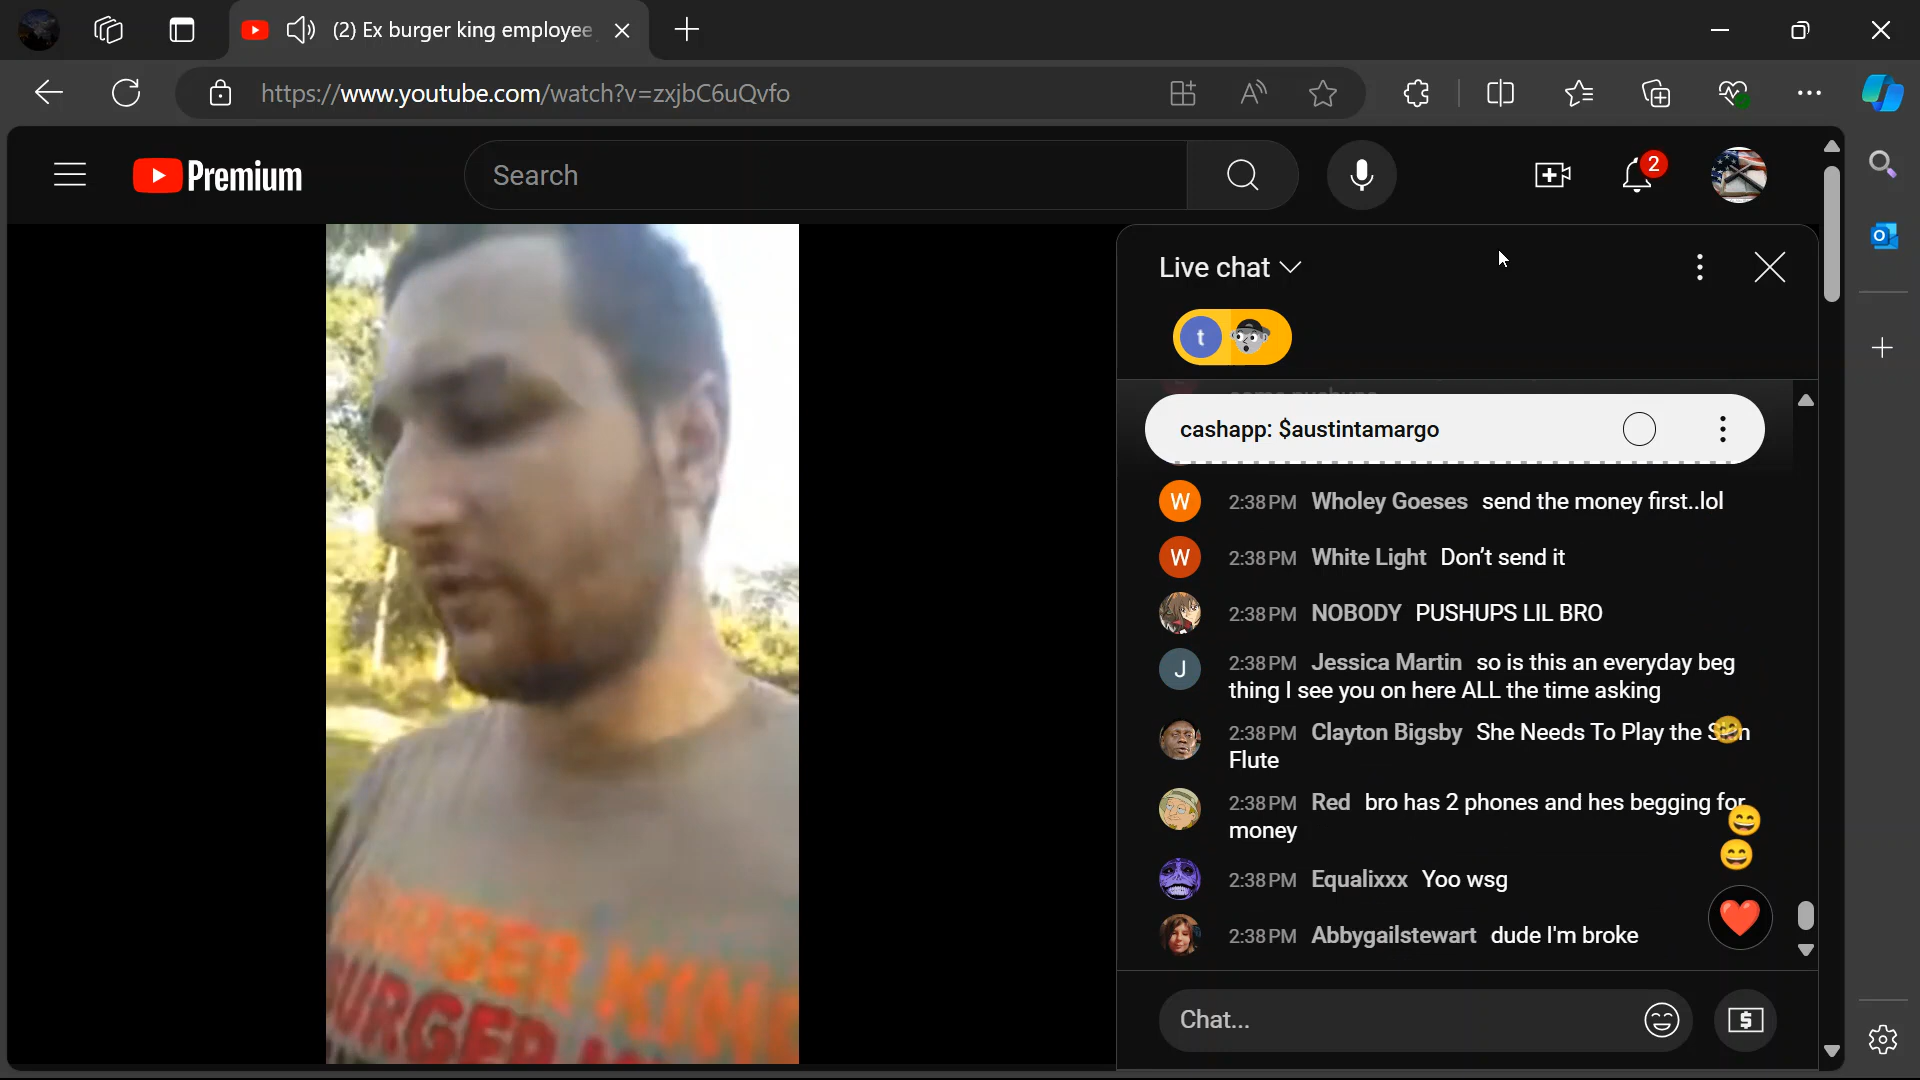 (2) Ex burger king employee
https://www.youtube.com/watch?v=zxjbC6uQvfo
Premium
Search
2
Live chat
t
cashapp: $austintamargo
W 2:38 PM Wholey Goeses send the money first..lol
W 2:38 PM White Light Don't send it
2:38 PM NOBODY PUSHUPS LIL BRO
J 2:38 PM Jessica Martin so is this an everyday beg
thing I see you on here ALL the time asking
2:38 PM Clayton Bigsby She Needs To Play the
Flute
2:38 PM Red bro has 2 phones and hes begging for
money
2:38 PM Equalixxx Yoo wsg
2:38 PM Abbygailstewart dude I'm broke
Chat...